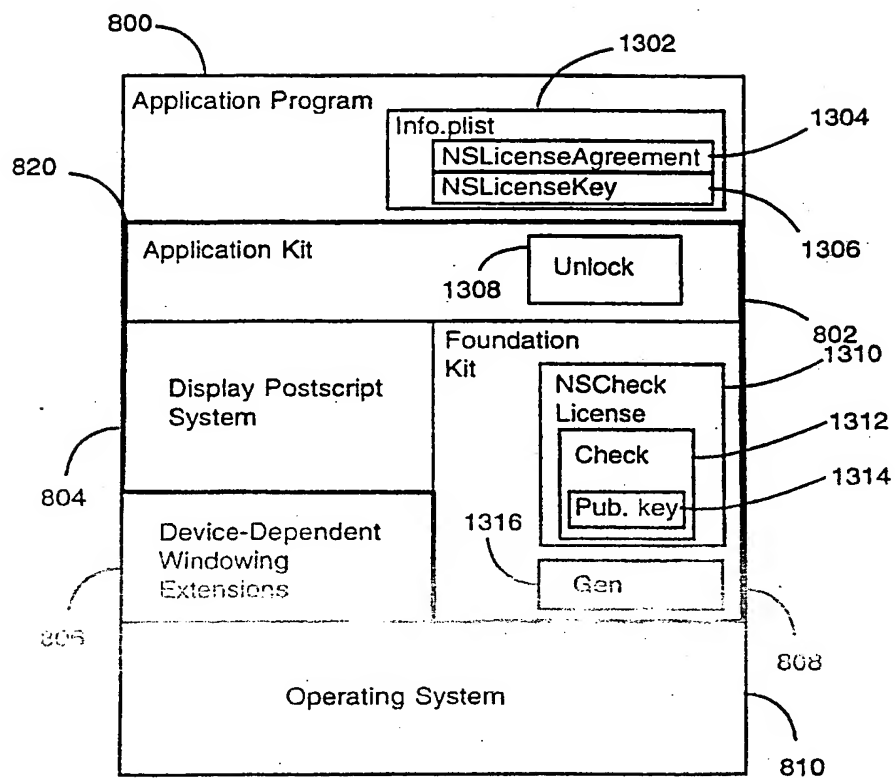 800
1302
Application Program
Info.plist
1304
NSLicenseAgreement
820
NSLicenseKey
1306
Application Kit
1308
Unlock
802
Foundation
Kit
1310
Display Postscript
System
NSCheck
License
1312
Check
804
1314
Pub. key
Device-Dependent
Windowing
Extensions
1316
Gen
806
808
Operating System
810